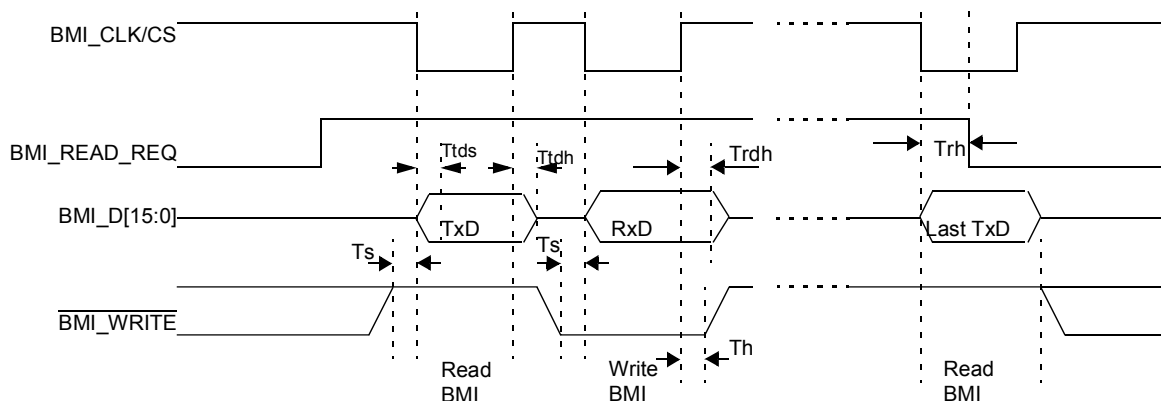 BMI_CLK/CS
BMI_READ_REQ
Ttds
Ttdh
Trdh
Trh
BMI_D[15:0]
TxD
RxD
Last TxD
Ts
Ts
BMI_WRITE
Th
Read
BMI
Write
BMI
Read
BMI